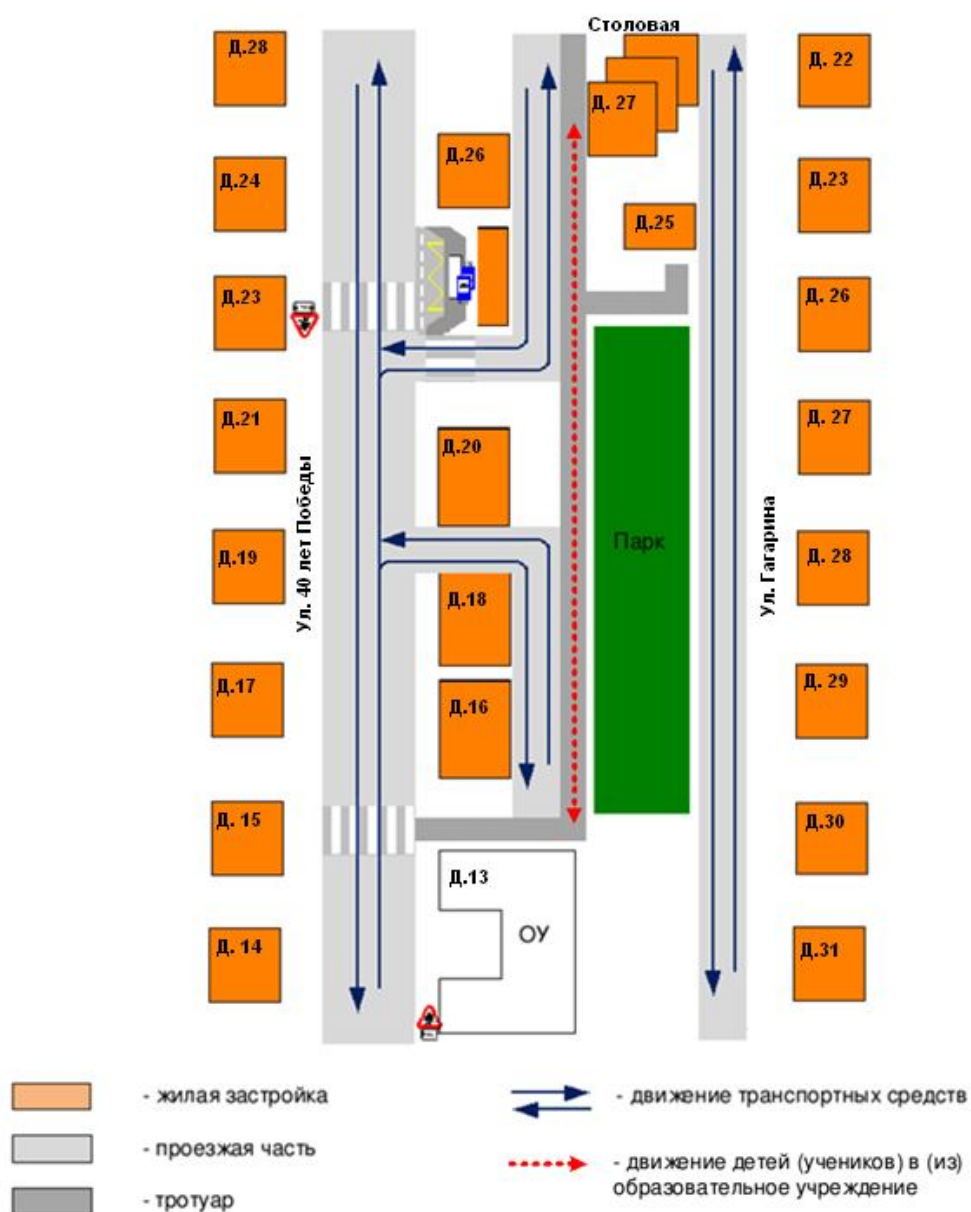 Столовая
Д.28
Д. 22
Д. 27
Д.26
Д.24
Д.23
Д.25
Д.23
Д. 26
Д.21
Д.20
Д. 27
Ул. 40 лет Победы
Парк
Ул. Гагарина
Д.19
Д. 28
Д.18
Д.17
Д.16
Д. 29
Д. 15
Д.30
Д.13
ОУ
Д. 14
Д.31
- жилая застройка
- проезжая часть
- тротуар
- движение транспортных средств
- движение детей (учеников) в (из)
образовательное учреждение